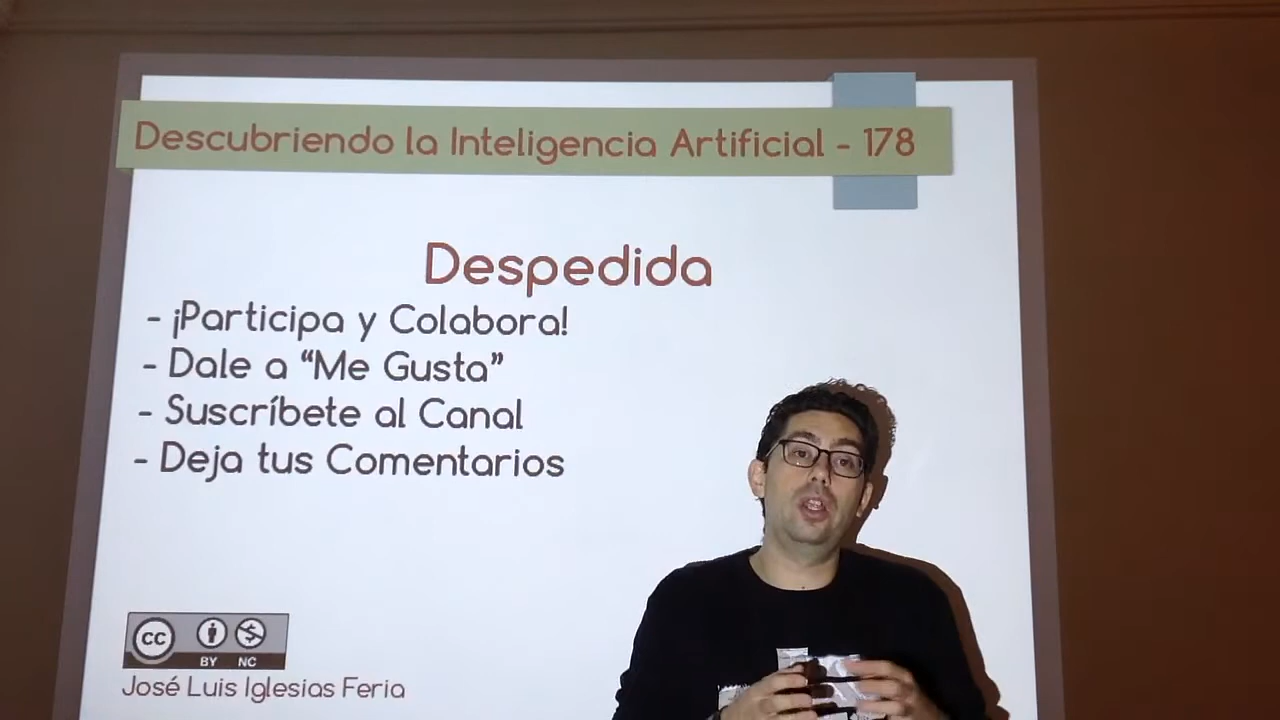 Descubriendo la Inteligencia Artificial - 178
Despedida
- ¡Participa y Colabora!
- Dale a “Me Gusta”
- Suscríbete al Canal
- Deja tus Comentarios
cc
BY NC
José Luis Iglesias Feria